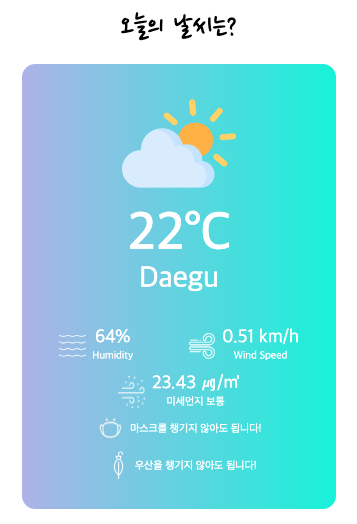 오늘의 날씨는?
22°C
Daegu
64%
Humidity
0.51 km/h
Wind Speed
23.43 ㎍/㎥
미세먼지 보통
마스크를 챙기지 않아도 됩니다!
우산을 챙기지 않아도 됩니다!